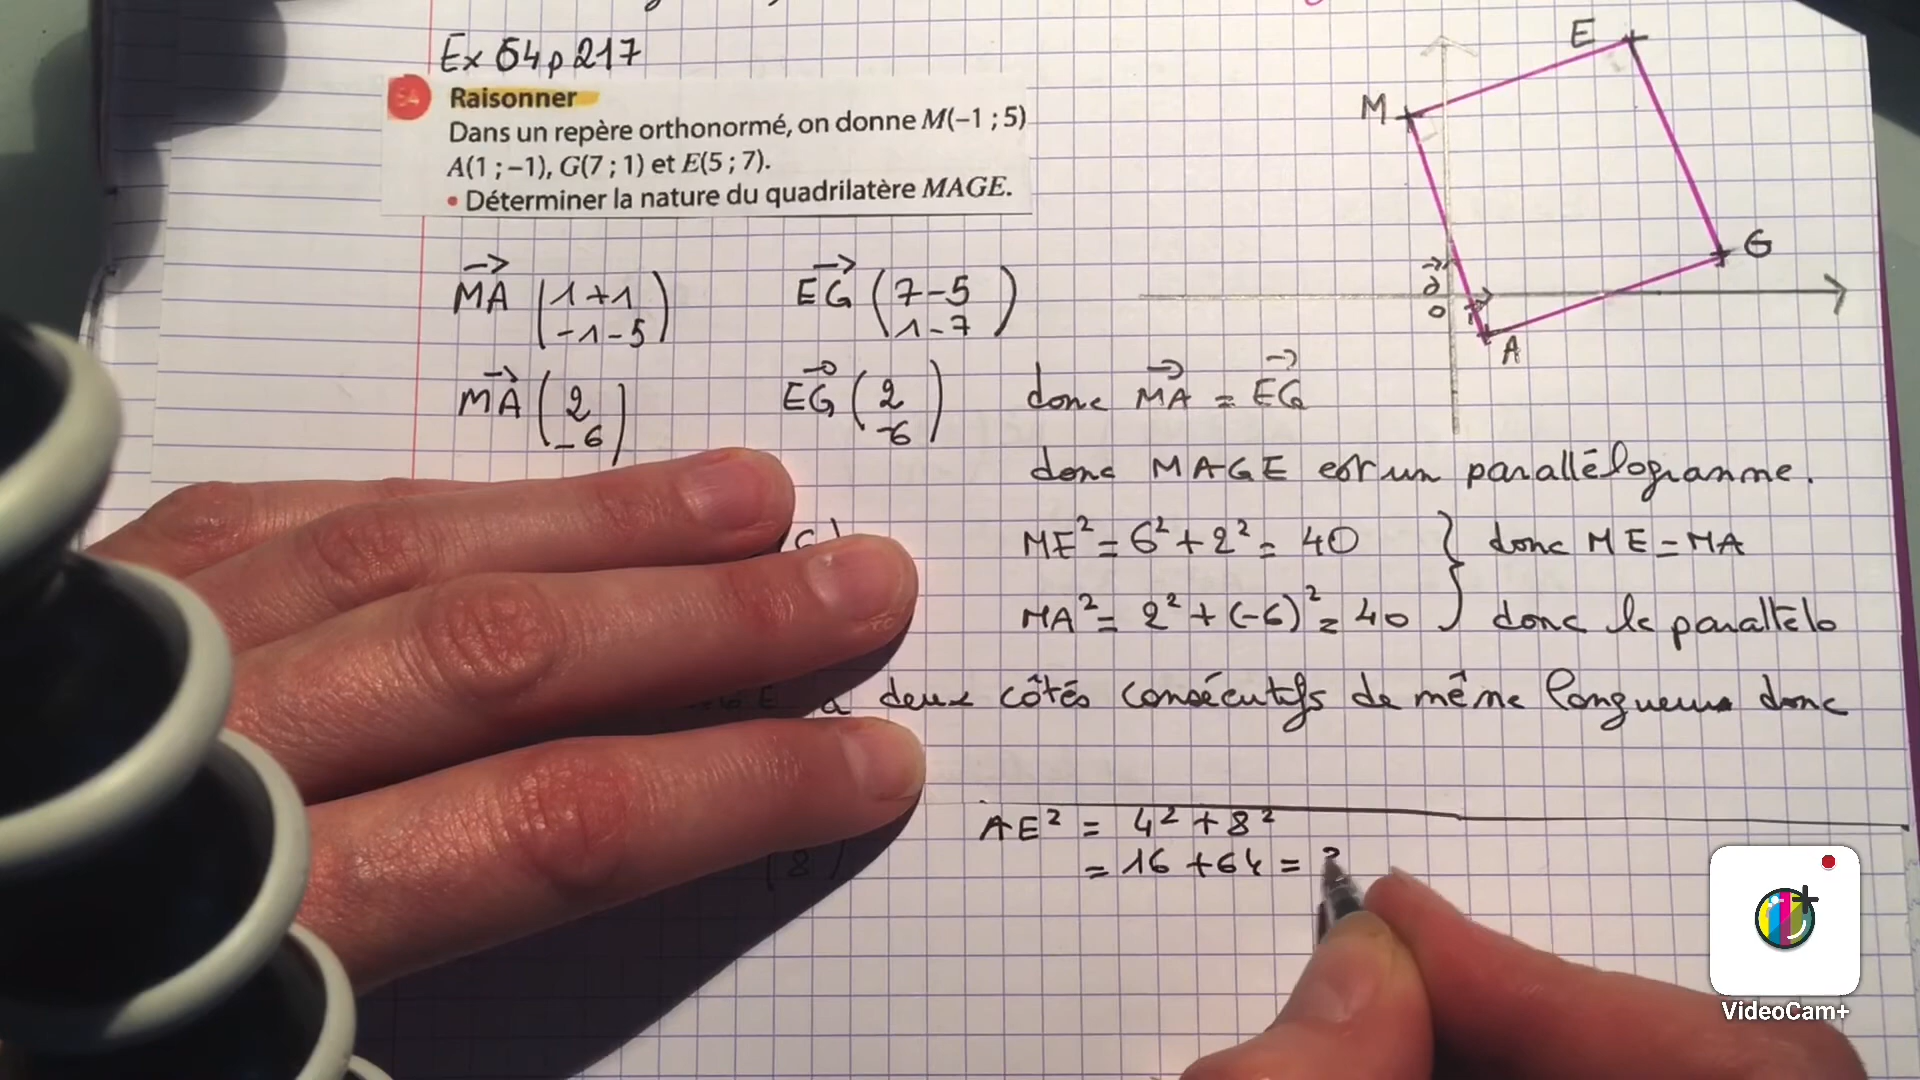 Ex 54 p 217
54 Raisonner
Dans un repère orthonormé, on donne M(−1 ; 5)
A(1 ; −1), G(7 ; 1) et E(5 ; 7).
• Déterminer la nature du quadrilatère MAGE.
E
M
G
A
O
MA→ (1+1
-1-5)
EG→ (7-5
1-7)
MA→ (2
-6)
EG→ (2
-6)
donc MA→ = EG→
donc MAGE est un parallélogramme.
ME² = 6² + 2² = 40 } donc ME = MA
MA² = 2² + (-6)² = 40 } donc le parallélo
a deux côtés consécutifs de même longueur donc
AE² = 4² + 8²
= 16 + 64 =
(8)
VideoCam+